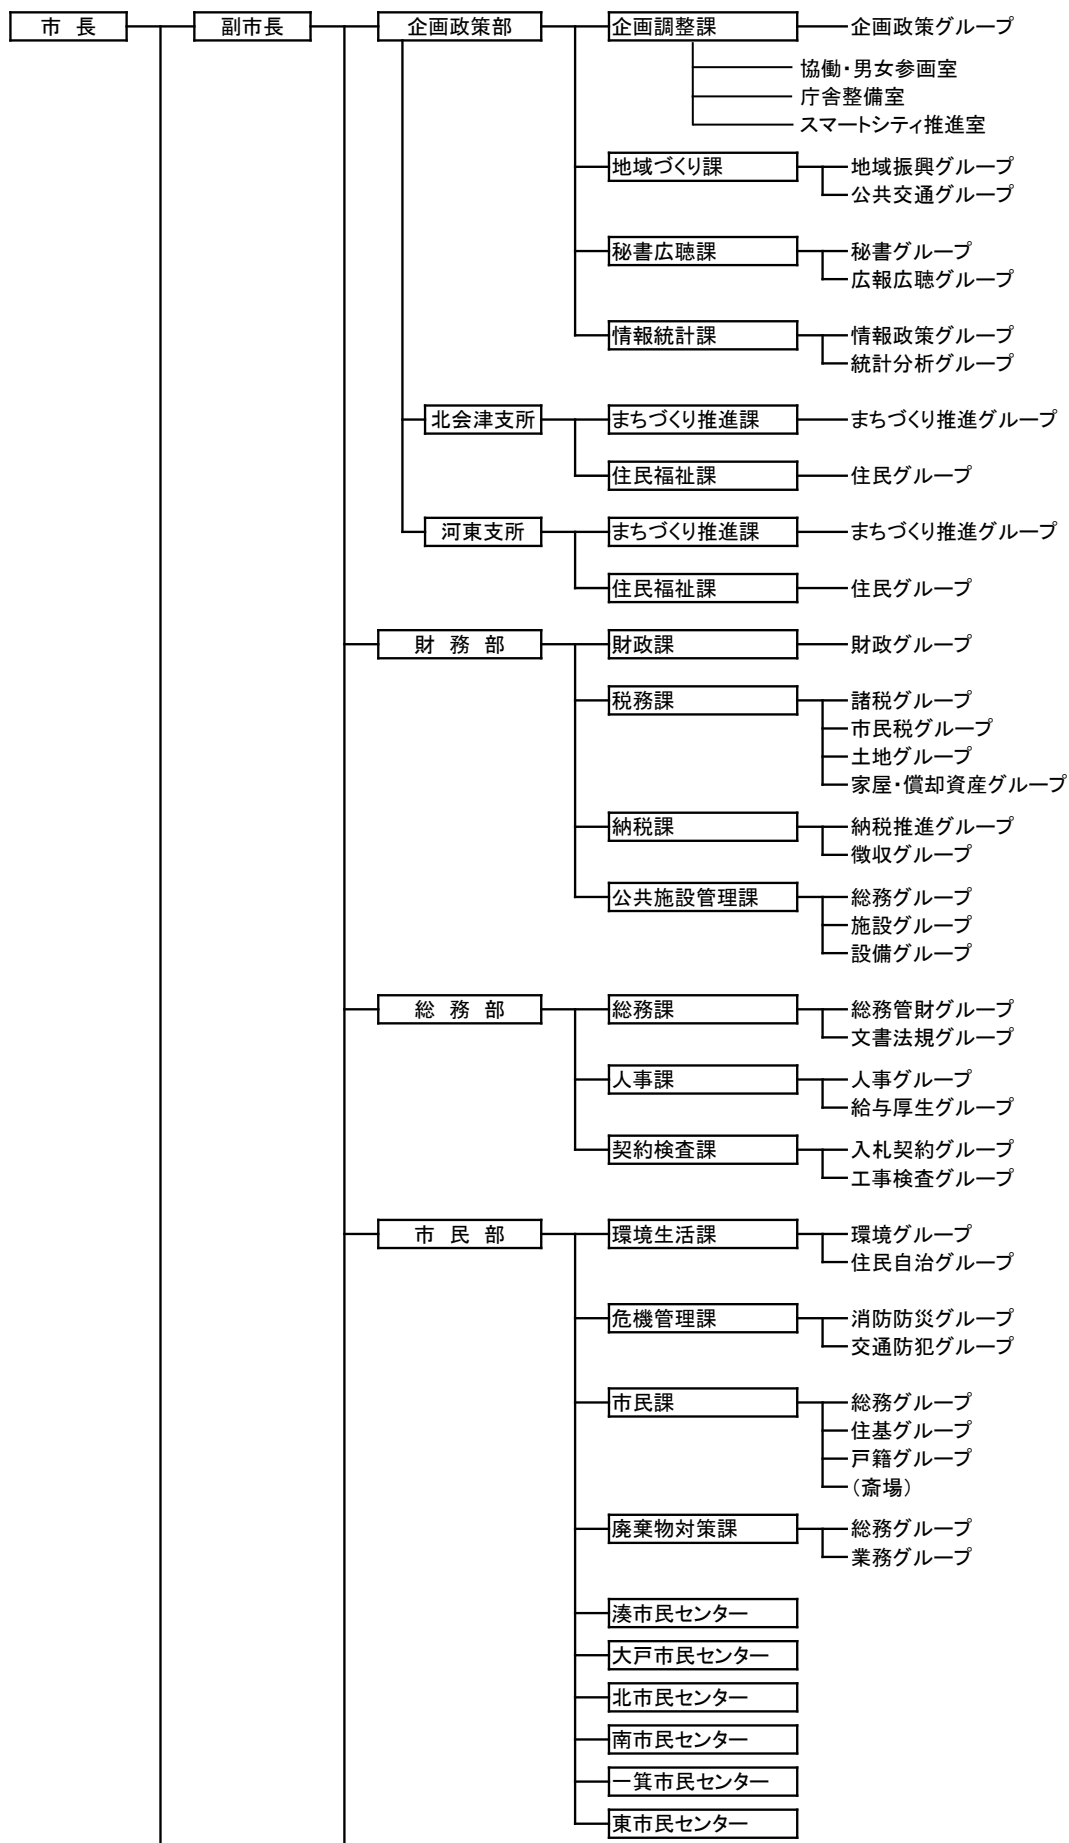 市 長 副市長 企画政策部 企画調整課 企画政策グループ
協働・男女参画室
庁舎整備室
スマートシティ推進室
地域づくり課 地域振興グループ
公共交通グループ
秘書広聴課 秘書グループ
広報広聴グループ
情報統計課 情報政策グループ
統計分析グループ
北会津支所 まちづくり推進課 まちづくり推進グループ
住民福祉課 住民グループ
河東支所 まちづくり推進課 まちづくり推進グループ
住民福祉課 住民グループ
財 務 部 財政課 財政グループ
税務課 諸税グループ
市民税グループ
土地グループ
家屋・償却資産グループ
納税課 納税推進グループ
徴収グループ
公共施設管理課 総務グループ
施設グループ
設備グループ
総 務 部 総務課 総務管財グループ
文書法規グループ
人事課 人事グループ
給与厚生グループ
契約検査課 入札契約グループ
工事検査グループ
市 民 部 環境生活課 環境グループ
住民自治グループ
危機管理課 消防防災グループ
交通防犯グループ
市民課 総務グループ
住基グループ
戸籍グループ
(斎場)
廃棄物対策課 総務グループ
業務グループ
湊市民センター
大戸市民センター
北市民センター
南市民センター
一箕市民センター
東市民センター